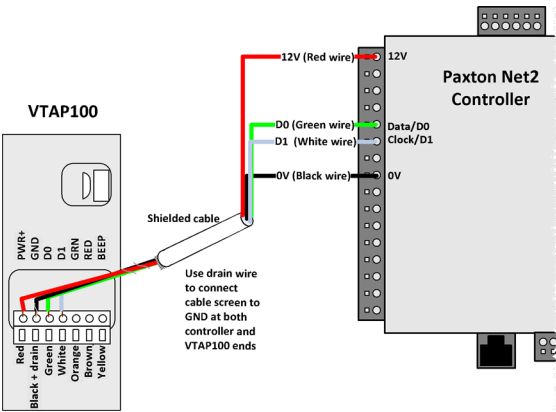 12V (Red wire)
12V
Paxton Net2
Controller
VTAP100
D0 (Green wire)
Data/D0
D1 (White wire)
Clock/D1
0V (Black wire)
0V
Shielded cable
PWR+
GND
D0
D1
GRN
RED
BEEP
Use drain wire
to connect
cable screen to
GND at both
controller and
VTAP100 ends
Red
Black + drain
Green
White
Orange
Brown
Yellow